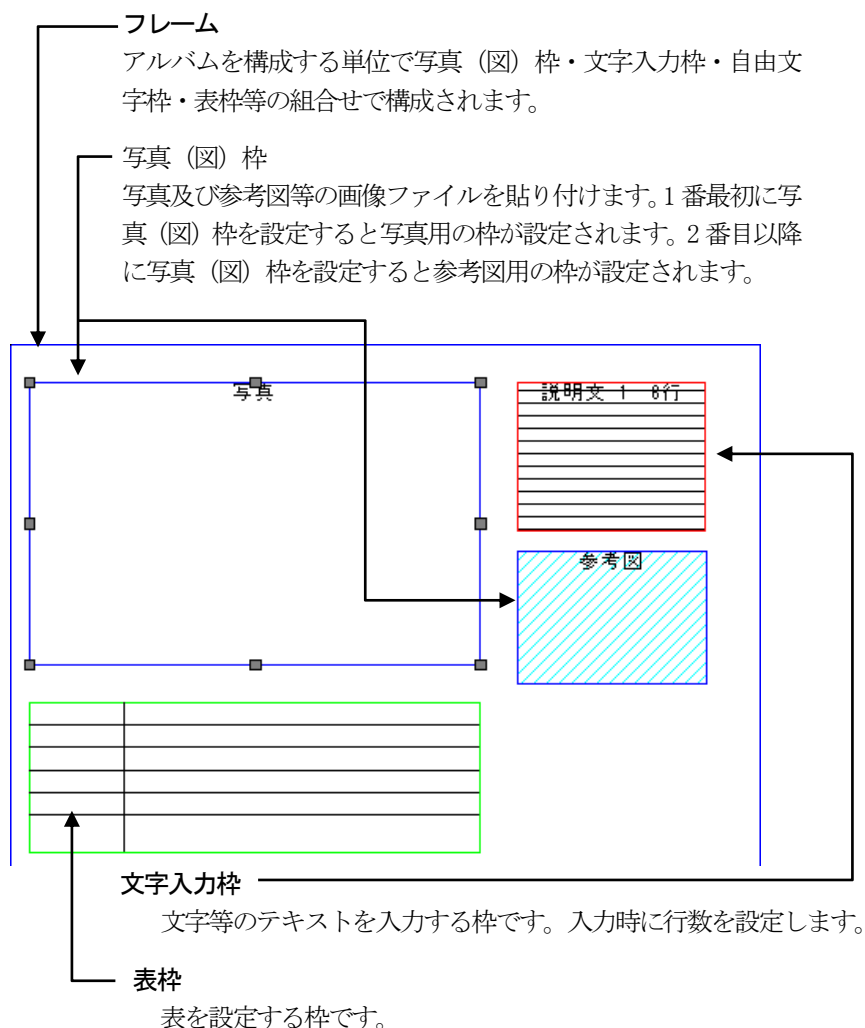 フレーム
アルバムを構成する単位で写真（図）枠・文字入力枠・自由文
字枠・表枠等の組合せで構成されます。
写真（図）枠
写真及び参考図等の画像ファイルを貼り付けます。1番最初に写
真（図）枠を設定すると写真用の枠が設定されます。2番目以降
に写真（図）枠を設定すると参考図用の枠が設定されます。
写真
説明文 1 8行
参考図
文字入力枠
文字等のテキストを入力する枠です。入力時に行数を設定します。
表枠
表を設定する枠です。